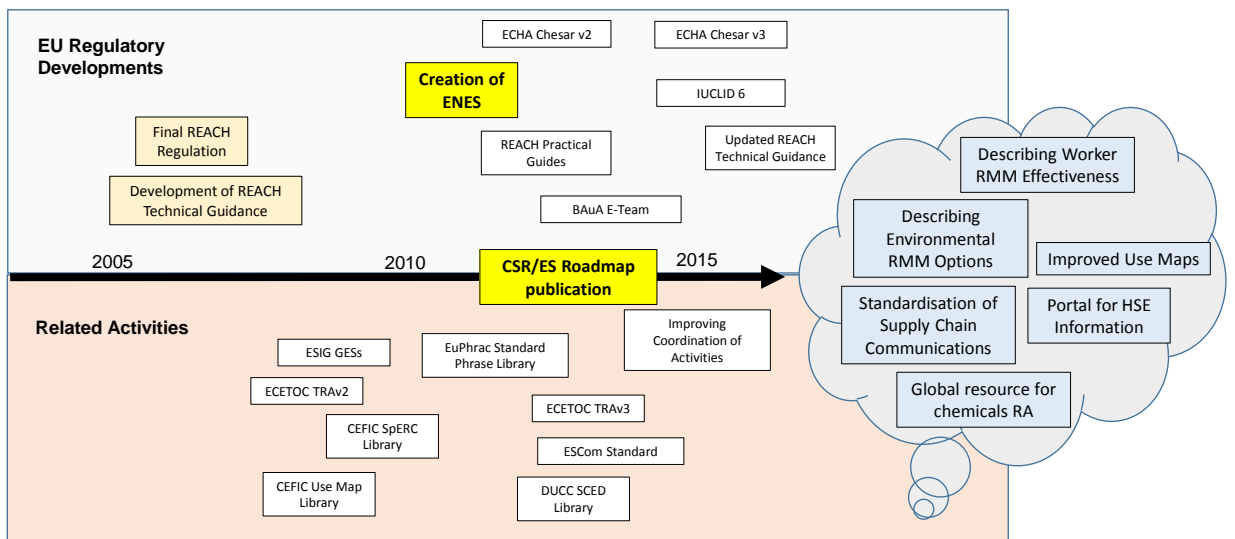 EU Regulatory
Developments
ECHA Chesar v2
ECHA Chesar v3
Creation of
ENES
IUCLID 6
Final REACH
Regulation
REACH Practical
Guides
Updated REACH
Technical Guidance
Development of REACH
Technical Guidance
BAuA E-Team
2005
2010
2015
CSR/ES Roadmap
publication
Related Activities
ESIG GESs
EuPhrac Standard
Phrase Library
Improving
Coordination of
Activities
ECETOC TRAv2
ECETOC TRAv3
CEFIC SpERC
Library
ESCom Standard
CEFIC Use Map
Library
DUCC SCED
Library
Describing Worker
RMM Effectiveness
Describing
Environmental
RMM Options
Improved Use Maps
Standardisation of
Supply Chain
Communications
Portal for HSE
Information
Global resource for
chemicals RA